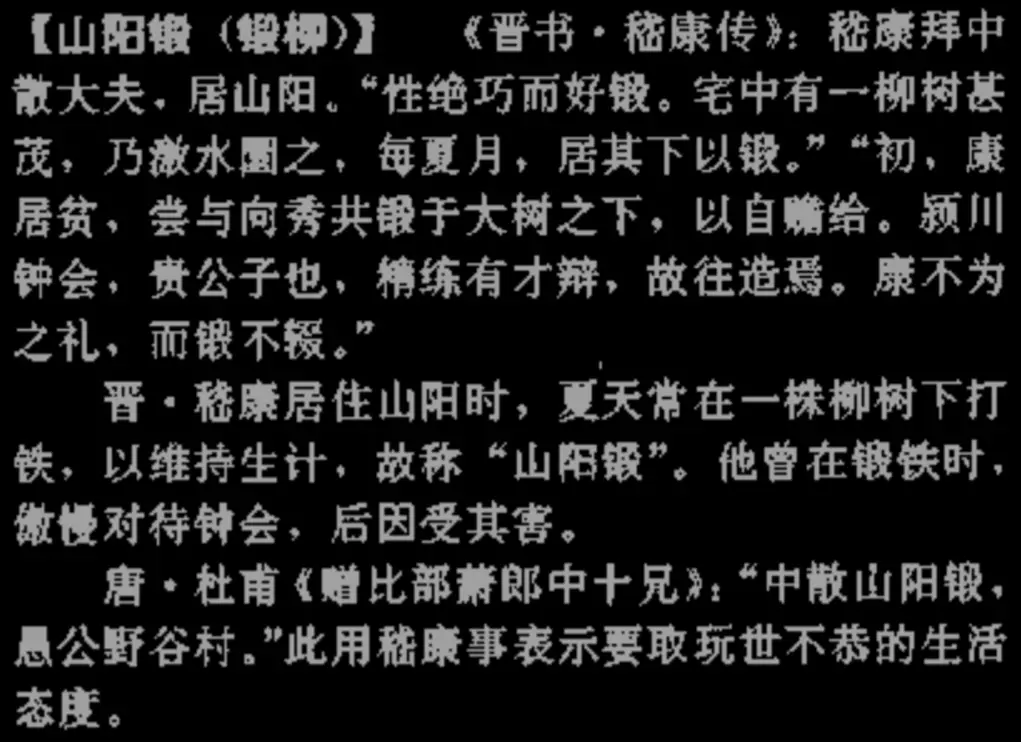 【山阳锻（锻柳）】　《晋书·嵇康传》：嵇康拜中
散大夫，居山阳。“性绝巧而好锻。宅中有一柳树甚
茂，乃激水圜之，每夏月，居其下以锻。”“初，康
居贫，尝与向秀共锻于大树之下，以自赡给。颍川
钟会，贵公子也，精练有才辩，故往造焉。康不为
之礼，而锻不辍。”
晋·嵇康居住山阳时，夏天常在一株柳树下打
铁，以维持生计，故称“山阳锻”。他曾在锻铁时，
傲慢对待钟会，后因受其害。
唐·杜甫《赠比部萧郎中十兄》：“中散山阳锻，
愚公野谷村。”此用嵇康事表示要取玩世不恭的生活
态度。